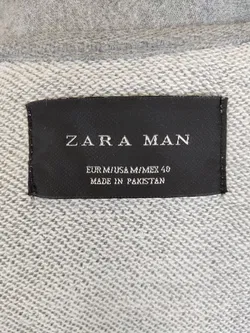 ZARA MAN
EUR M/USA M/MEX 40
MADE IN PAKISTAN